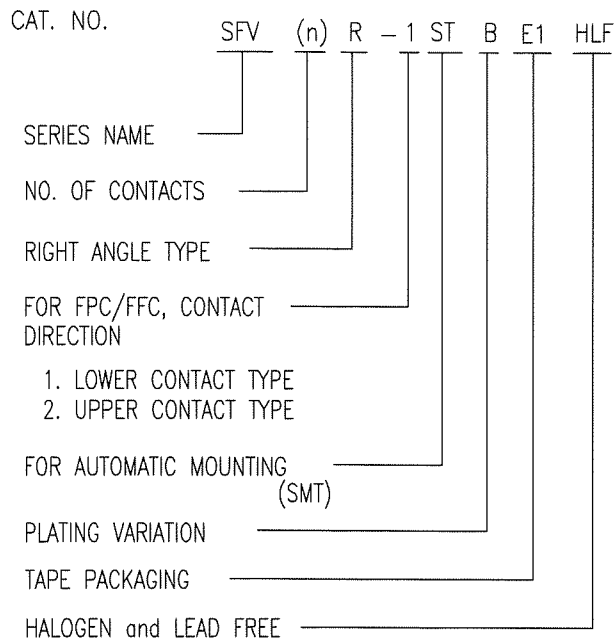 CAT. NO.
SFV (n) R - 1 ST B E1 HLF
SERIES NAME
NO. OF CONTACTS
RIGHT ANGLE TYPE
FOR FPC/FFC, CONTACT
DIRECTION
1. LOWER CONTACT TYPE
2. UPPER CONTACT TYPE
FOR AUTOMATIC MOUNTING
(SMT)
PLATING VARIATION
TAPE PACKAGING
HALOGEN and LEAD FREE